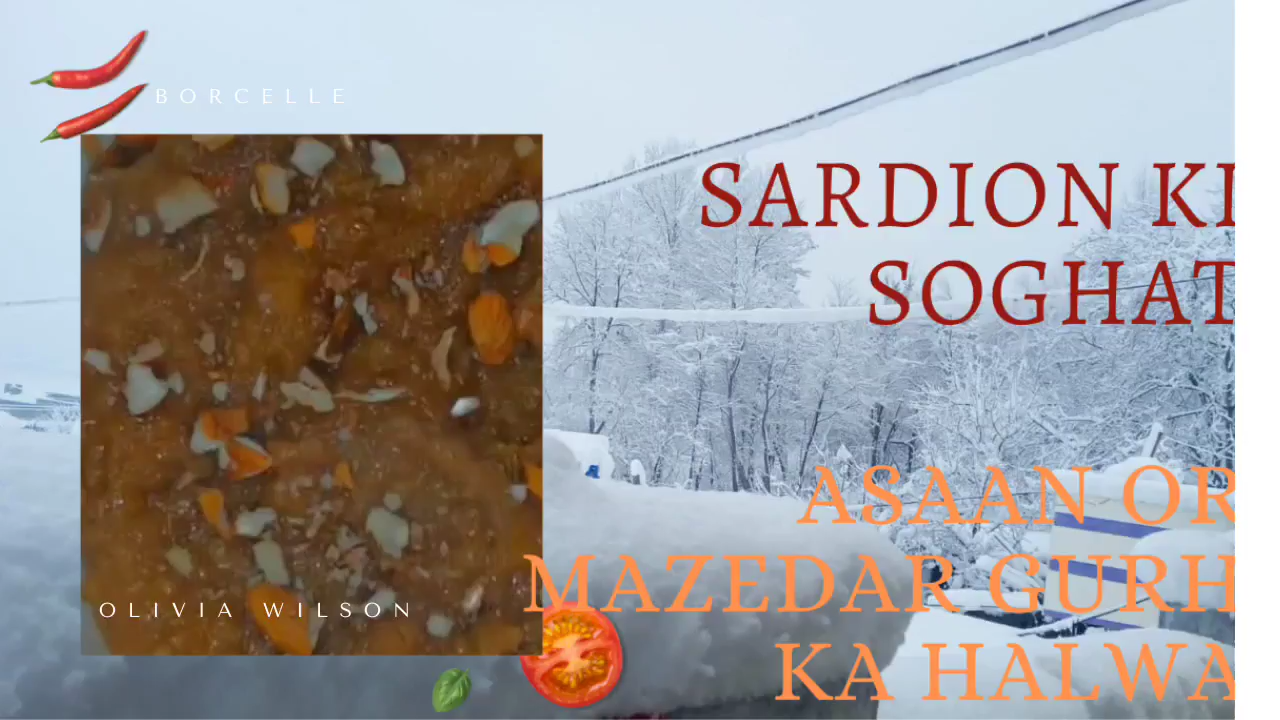 BORCELLE
SARDION KI
SOGHAT
ASAAN OR
MAZEDAR GURH
KA HALWA
OLIVIA WILSON